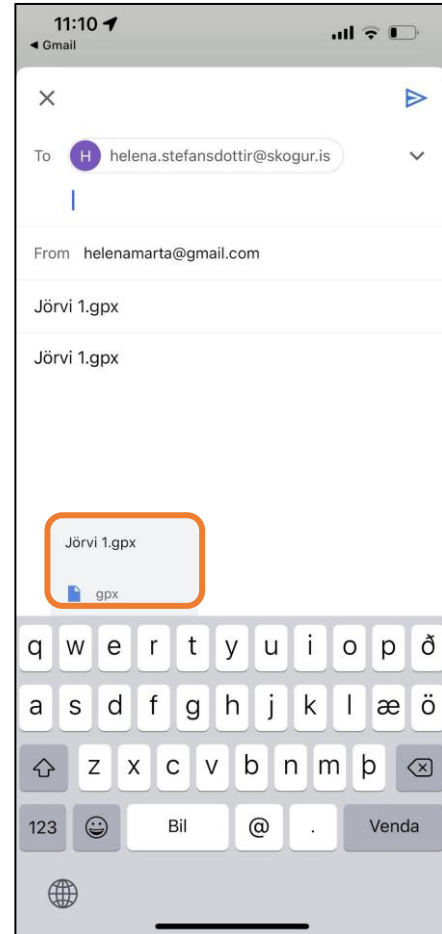 11:10
◀ Gmail
To H helena.stefansdottir@skogur.is
From helenamarta@gmail.com
Jörvi 1.gpx
Jörvi 1.gpx
Jörvi 1.gpx
gpx
q w e r t y u i o p ð
a s d f g h j k l æ ö
z x c v b n m þ
123 Bil @ . Venda